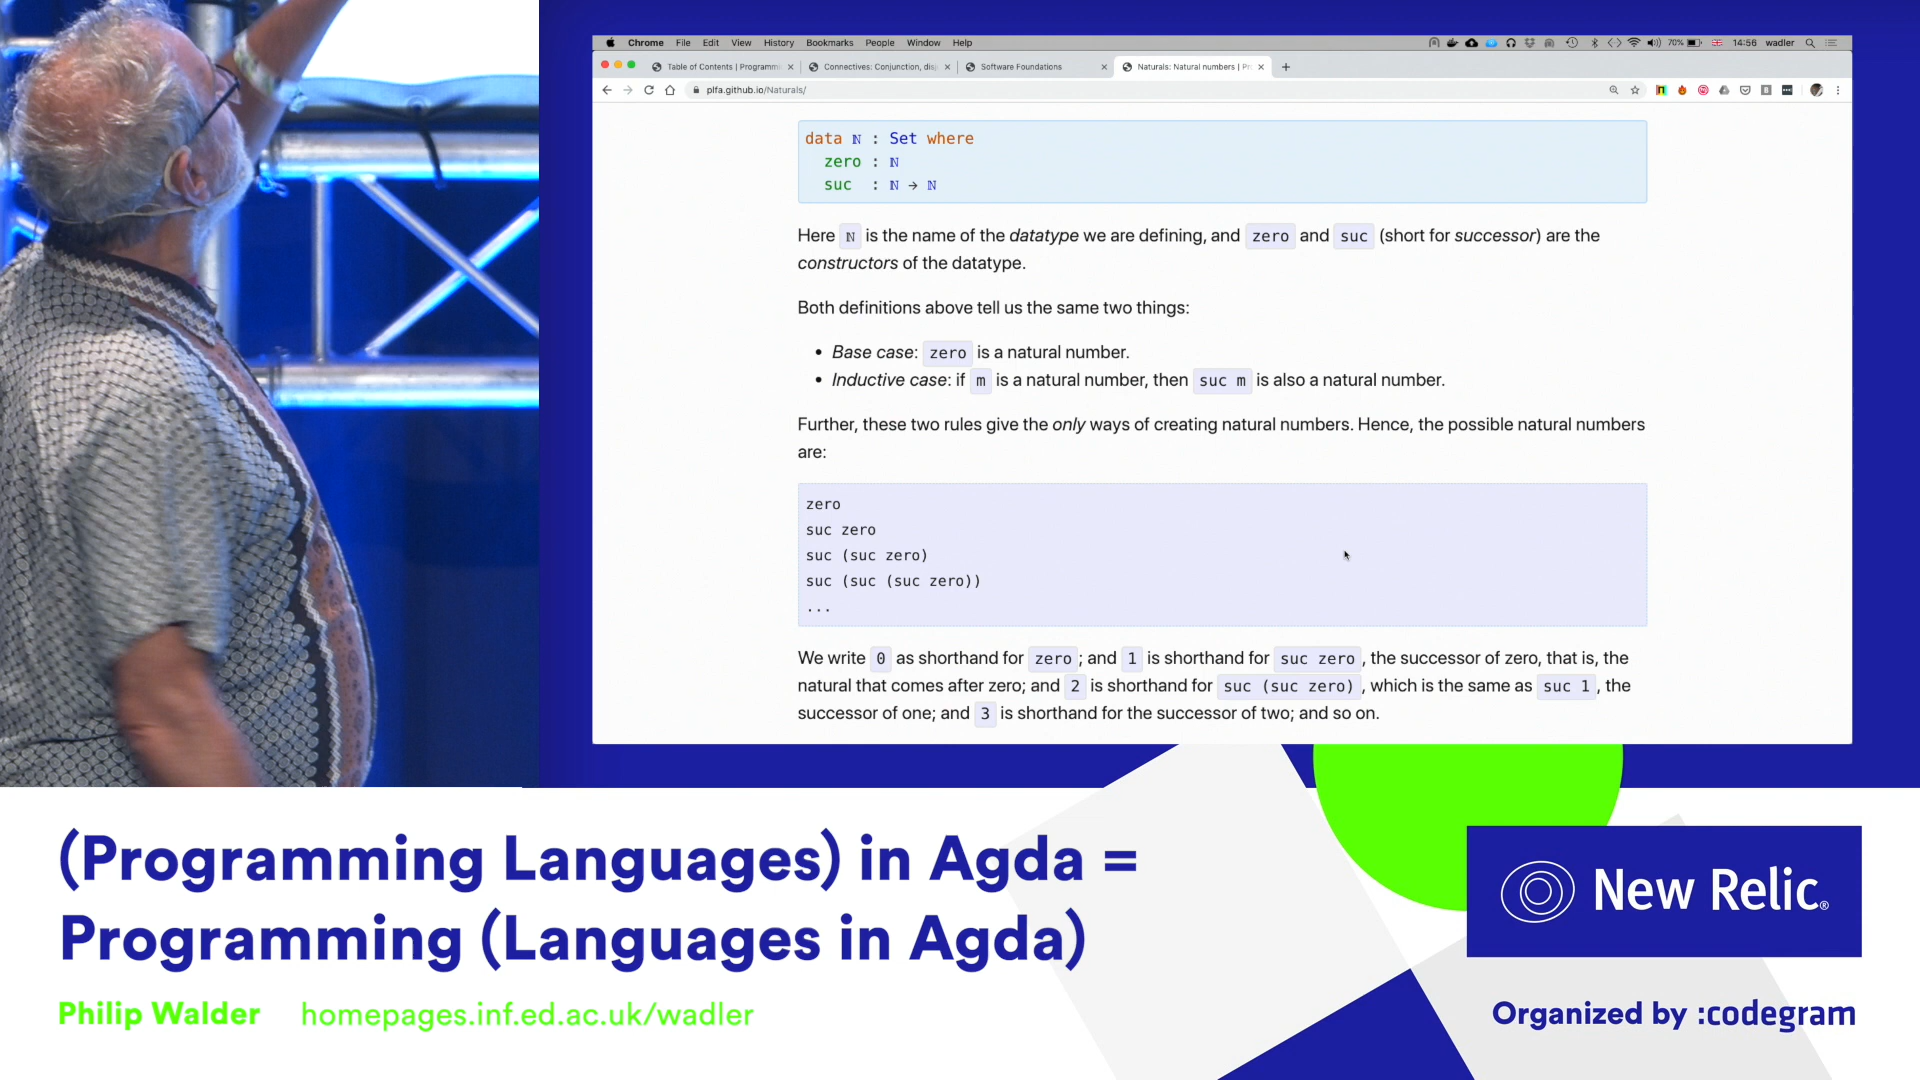 Chrome File Edit View History Bookmarks People Window Help
70% 14:56 wadler
Table of Contents | Programmi
Connectives: Conjunction, disj
Software Foundations
Naturals: Natural numbers | Pr
plfa.github.io/Naturals/
data ℕ : Set where
zero : ℕ
suc : ℕ → ℕ
Here ℕ is the name of the datatype we are defining, and zero and suc (short for successor) are the
constructors of the datatype.
Both definitions above tell us the same two things:
• Base case: zero is a natural number.
• Inductive case: if m is a natural number, then suc m is also a natural number.
Further, these two rules give the only ways of creating natural numbers. Hence, the possible natural numbers
are:
zero
suc zero
suc (suc zero)
suc (suc (suc zero))
...
We write 0 as shorthand for zero ; and 1 is shorthand for suc zero , the successor of zero, that is, the
natural that comes after zero; and 2 is shorthand for suc (suc zero) , which is the same as suc 1 , the
successor of one; and 3 is shorthand for the successor of two; and so on.
(Programming Languages) in Agda =
Programming (Languages in Agda)
Philip Walder homepages.inf.ed.ac.uk/wadler
New Relic®
Organized by :codegram